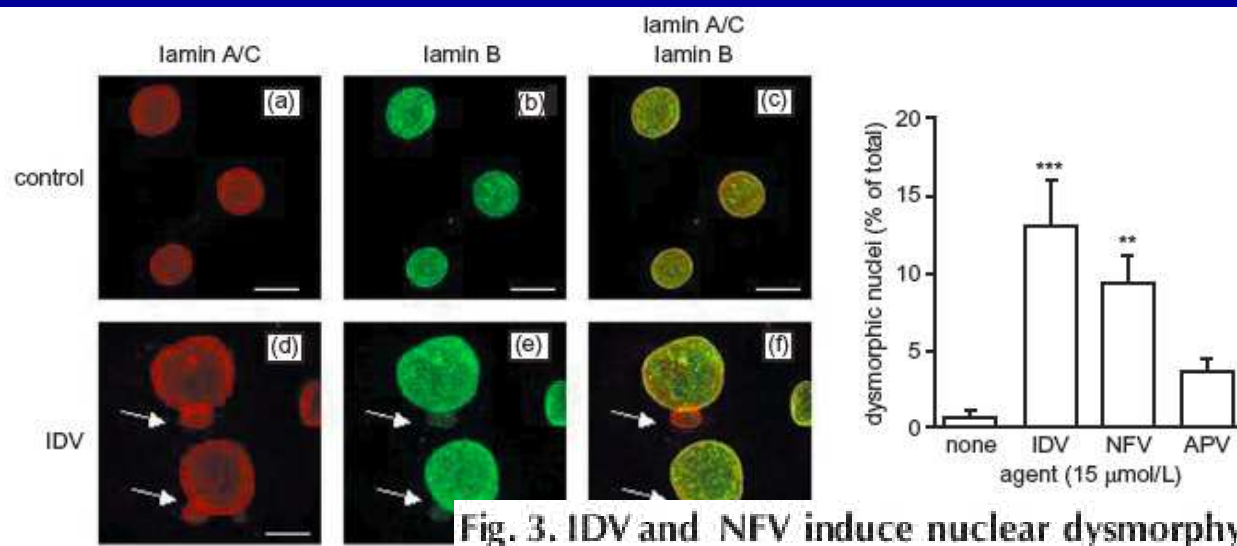 lamin A/C
lamin B
lamin A/C
lamin B
control
(a)
(b)
(c)
IDV
(d)
(e)
(f)
dysmorphic nuclei (% of total)
20
15
10
5
0
***
**
none IDV NFV APV
agent (15 μmol/L)
Fig. 3. IDV and NFV induce nuclear dysmorphy